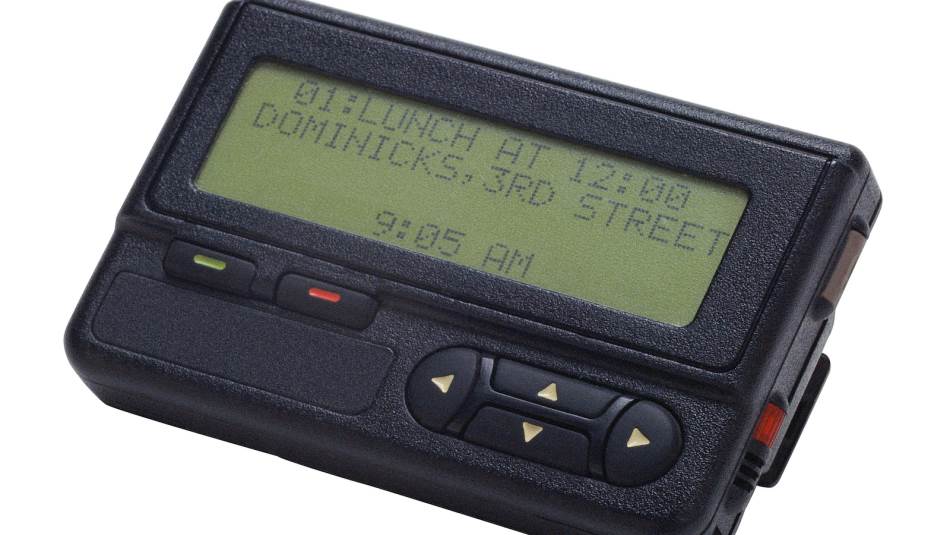 01:LUNCH AT 12:00
DOMINICKS,3RD STREET
9:05 AM